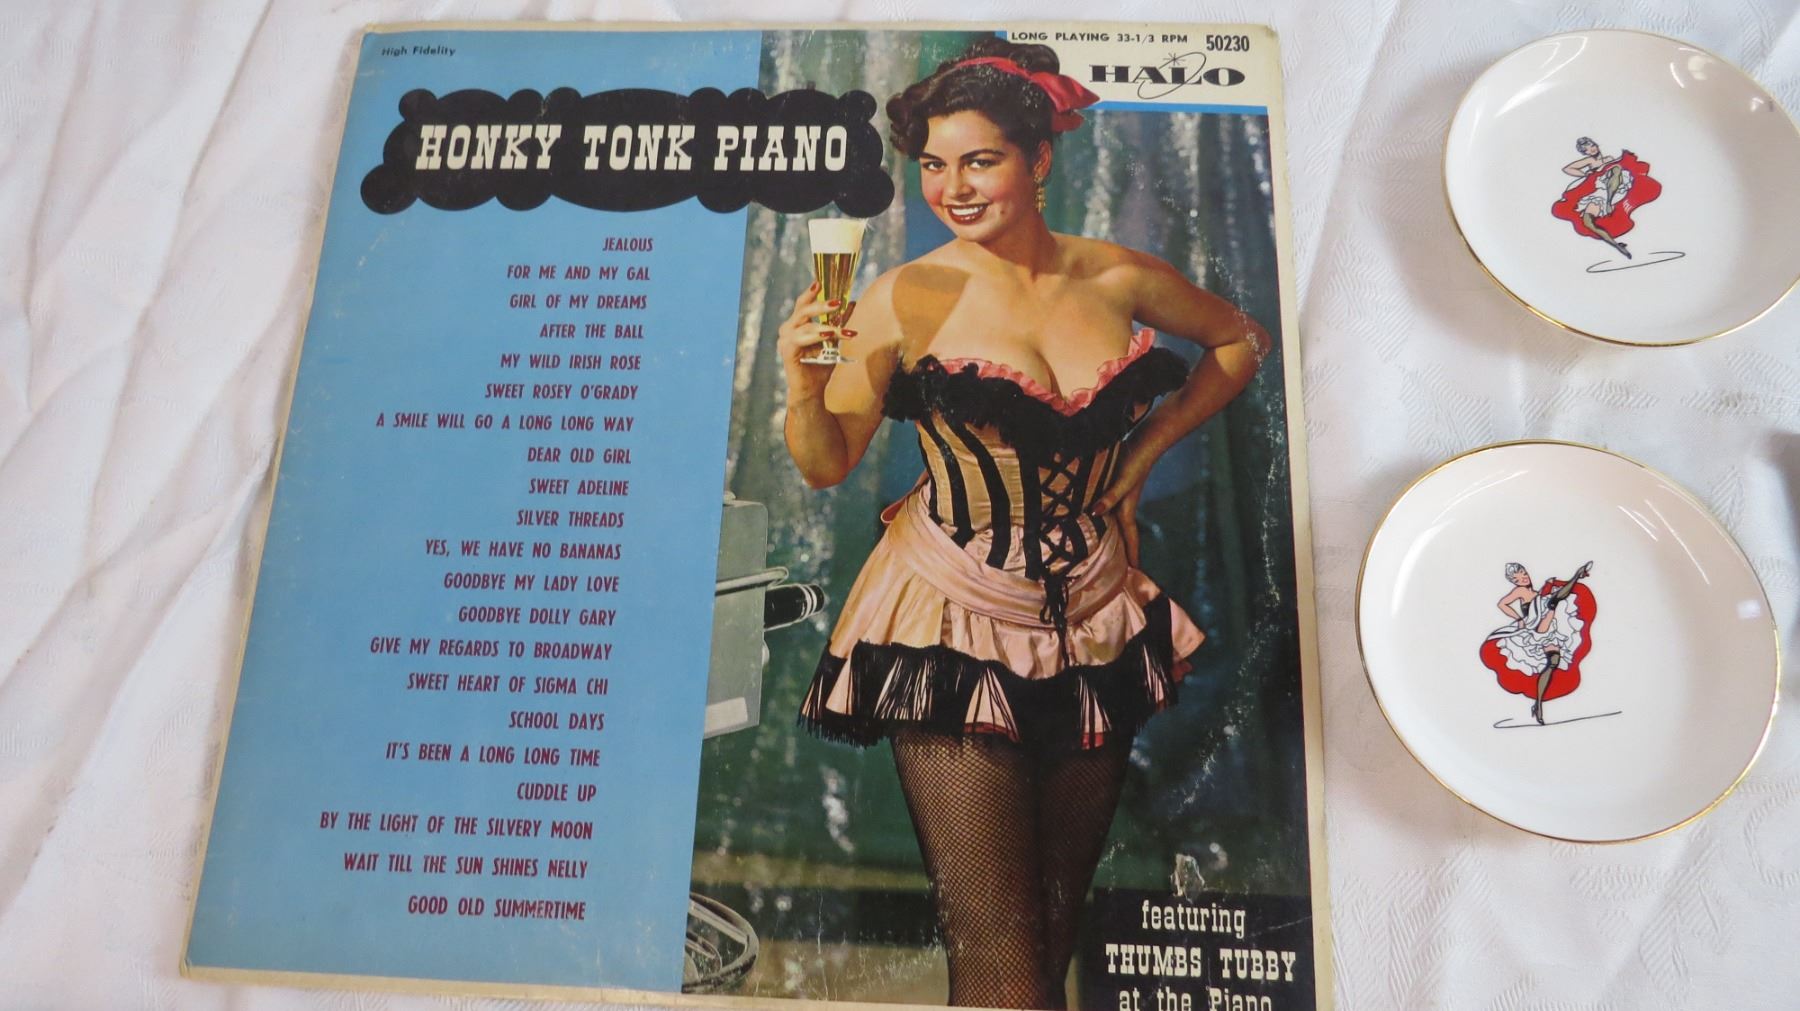 High Fidelity
LONG PLAYING 33-1/3 RPM 50230
HALO
HONKY TONK PIANO
JEALOUS
FOR ME AND MY GAL
GIRL OF MY DREAMS
AFTER THE BALL
MY WILD IRISH ROSE
SWEET ROSEY O'GRADY
A SMILE WILL GO A LONG LONG WAY
DEAR OLD GIRL
SWEET ADELINE
SILVER THREADS
YES, WE HAVE NO BANANAS
GOODBYE MY LADY LOVE
GOODBYE DOLLY GARY
GIVE MY REGARDS TO BROADWAY
SWEET HEART OF SIGMA CHI
SCHOOL DAYS
IT'S BEEN A LONG LONG TIME
CUDDLE UP
BY THE LIGHT OF THE SILVERY MOON
WAIT TILL THE SUN SHINES NELLY
GOOD OLD SUMMERTIME
featuring
THUMBS TUBBY
at the Piano